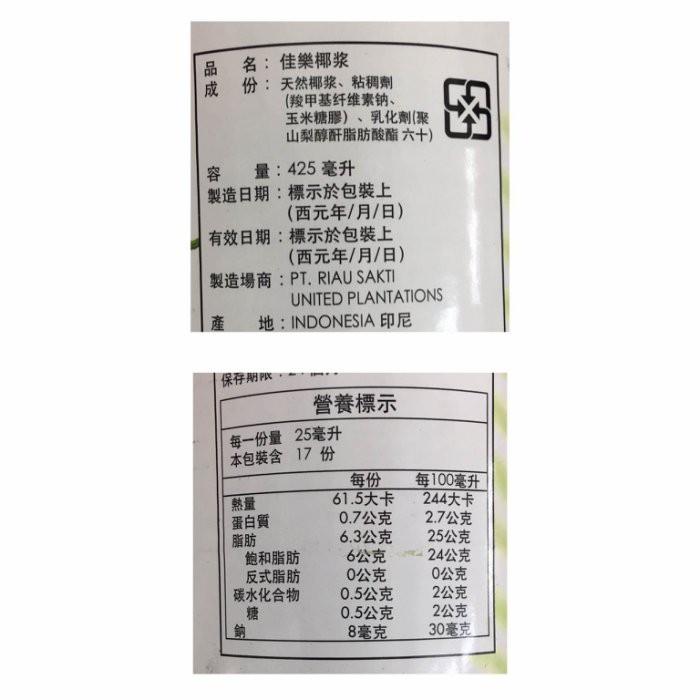 品 名：佳樂椰浆
成 份：天然椰浆、粘稠劑
(羧甲基纤维素钠、
玉米糖膠）、乳化劑(聚
山梨醇酐脂肪酸酯 六十)
容 量：425 毫升
製造日期：標示於包裝上
(西元年/月/日)
有效日期：標示於包裝上
(西元年/月/日)
製造場商：PT. RIAU SAKTI
UNITED PLANTATIONS
產 地：INDONESIA 印尼
保存期限：
營養標示
每一份量 25毫升
本包裝含 17 份
每份 每100毫升
熱量 61.5大卡 244大卡
蛋白質 0.7公克 2.7公克
脂肪 6.3公克 25公克
飽和脂肪 6公克 24公克
反式脂肪 0公克 0公克
碳水化合物 0.5公克 2公克
糖 0.5公克 2公克
鈉 8毫克 30毫克